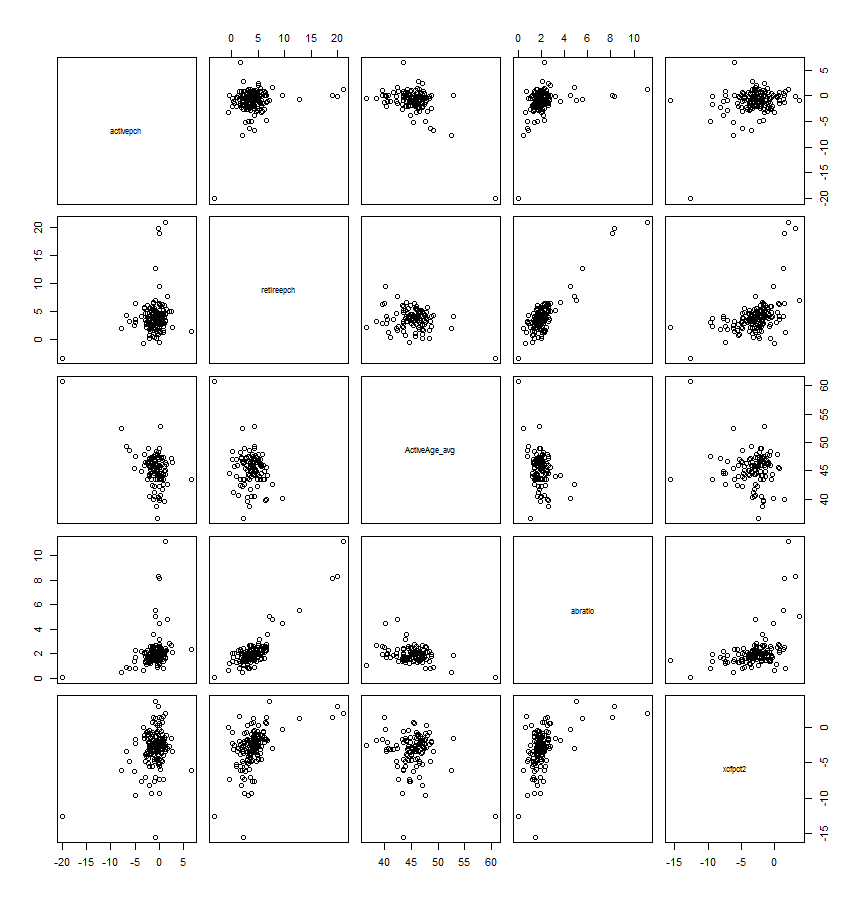 0 5 10 15 20 0 2 4 6 8 10
activepch 5 0 -5 -10 -15 -20
20 15 10 5 0 retireepch
ActiveAge_avg 60 55 50 45 40
10 8 6 4 2 0 abratio
xcfpct2 0 -5 -10 -15
-20 -15 -10 -5 0 5 40 45 50 55 60 -15 -10 -5 0